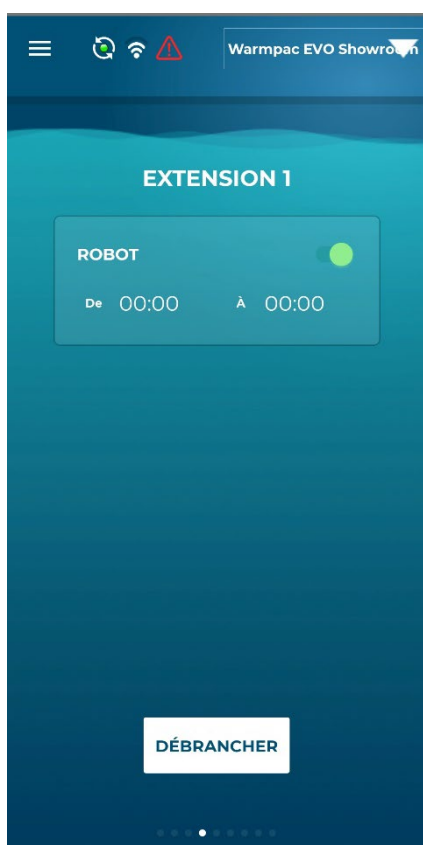 Warmpac EVO Showroom
EXTENSION 1
ROBOT
De 00:00 À 00:00
DÉBRANCHER